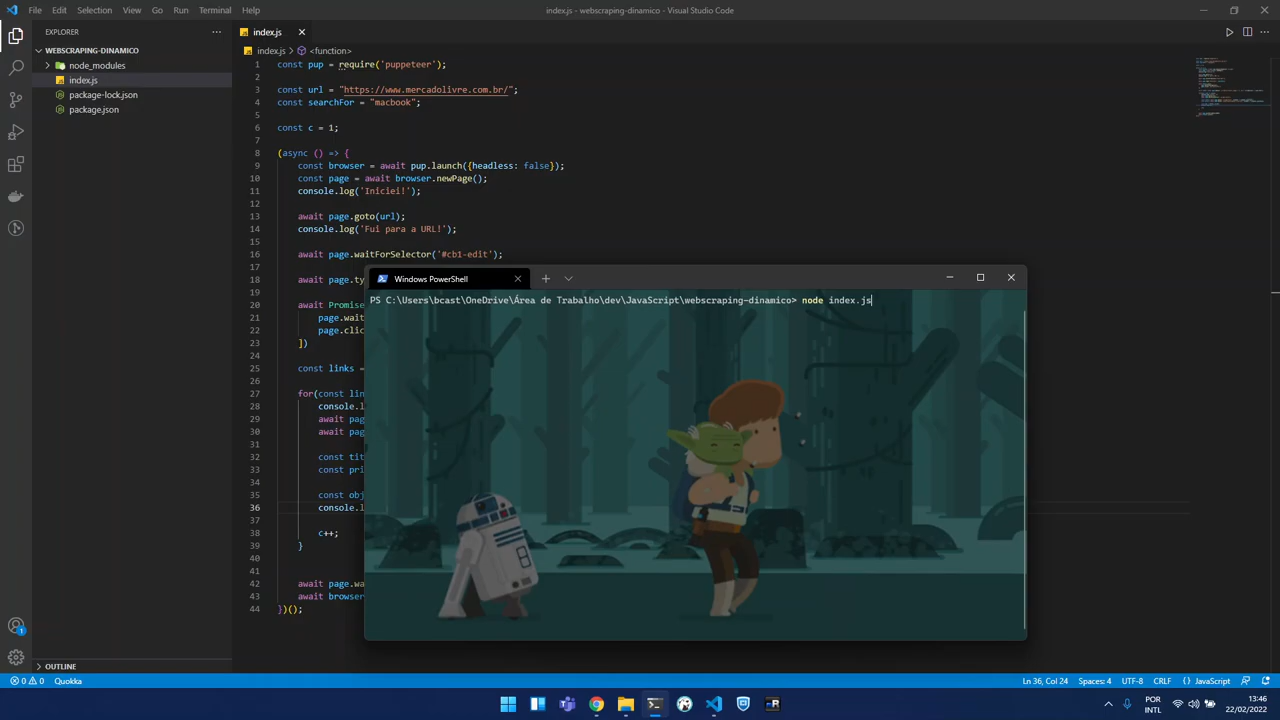 File Edit Selection View Go Run Terminal Help
index.js - webscraping-dinamico - Visual Studio Code
EXPLORER
index.js
WEBSCRAPING-DINAMICO
node_modules
index.js
package-lock.json
package.json
index.js > <function>
1 const pup = require('puppeteer');
2
3 const url = "https://www.mercadolivre.com.br/";
4 const searchFor = "macbook";
5
6 const c = 1;
7
8 (async () => {
9 const browser = await pup.launch({headless: false});
10 const page = await browser.newPage();
11 console.log('Iniciei!');
12
13 await page.goto(url);
14 console.log('Fui para a URL!');
15
16 await page.waitForSelector('#cb1-edit');
17
18 await page.ty
19
20 await Promise
21 page.wait
22 page.clic
23 ])
24
25 const links =
26
27 for(const lin
28 console.l
29 await pag
30 await pag
31
32 const tit
33 const pri
34
35 const obj
36 console.l
37
38 c++;
39 }
40
42 await page.wa
43 await browser
44 })();
Windows PowerShell
PS C:\Users\bcast\OneDrive\Área de Trabalho\dev\JavaScript\webscraping-dinamico> node index.js
OUTLINE
0 0 Quokka
Ln 36, Col 24 Spaces: 4 UTF-8 CRLF {} JavaScript
1
POR
INTL
13:46
22/02/2022